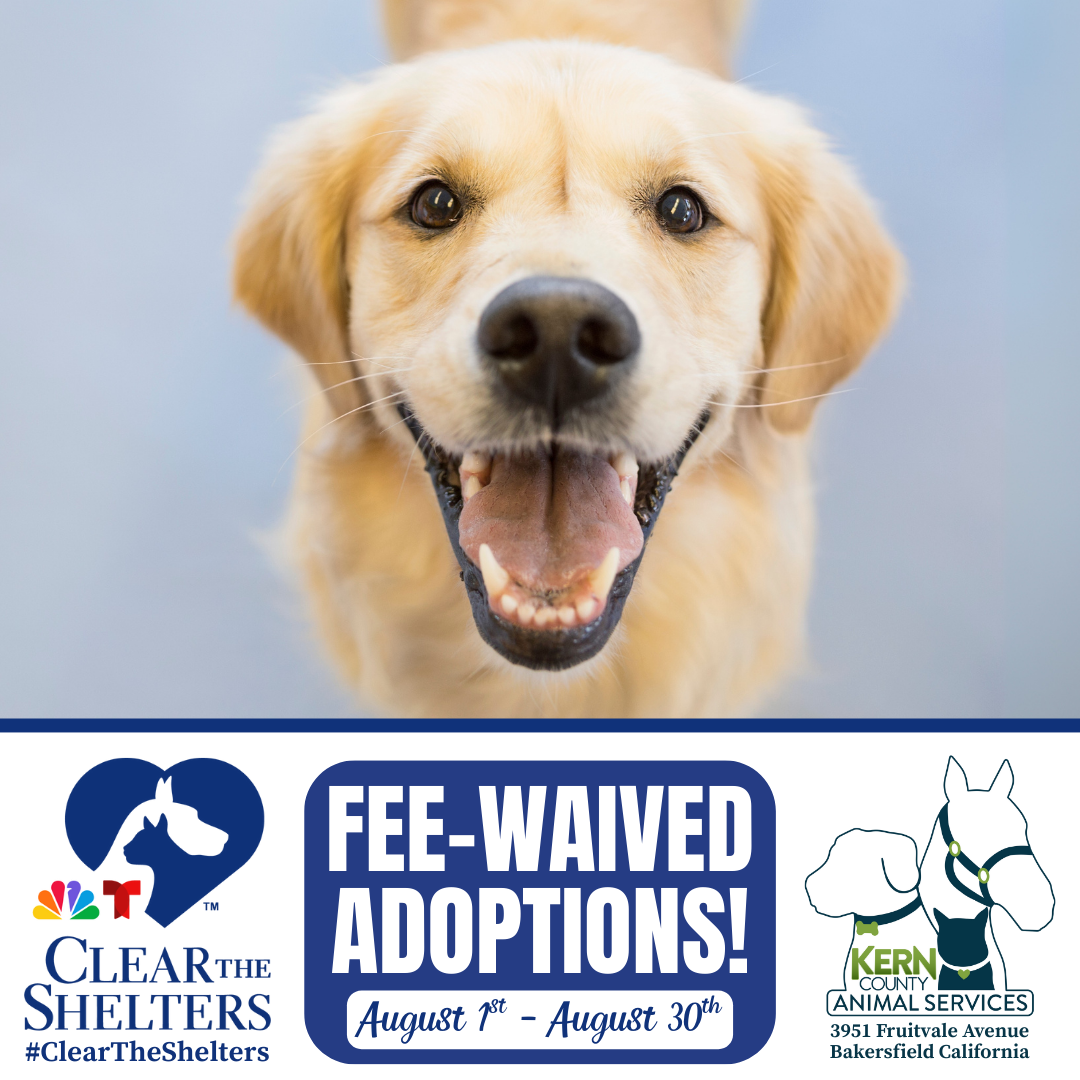 FEE-WAIVED
ADOPTIONS!
August 1st - August 30th
TM
CLEAR THE
SHELTERS
#ClearTheShelters
KERN
COUNTY
ANIMAL SERVICES
3951 Fruitvale Avenue
Bakersfield California